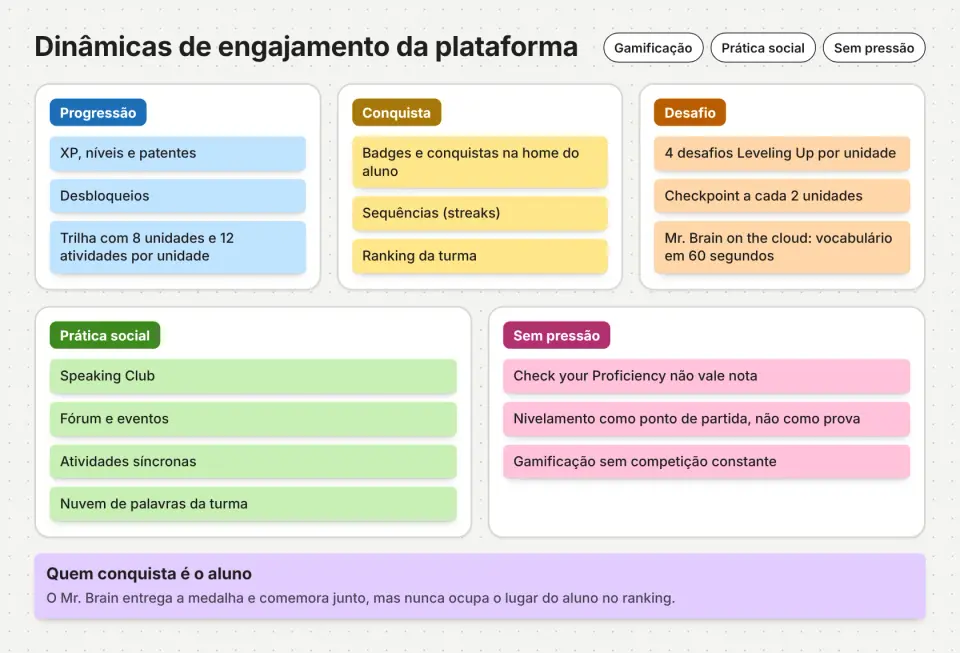 Dinâmicas de engajamento da plataforma
Gamificação
Prática social
Sem pressão
Progressão
XP, níveis e patentes
Desbloqueios
Trilha com 8 unidades e 12
atividades por unidade
Conquista
Badges e conquistas na home do
aluno
Sequências (streaks)
Ranking da turma
Desafio
4 desafios Leveling Up por unidade
Checkpoint a cada 2 unidades
Mr. Brain on the cloud: vocabulário
em 60 segundos
Prática social
Speaking Club
Fórum e eventos
Atividades síncronas
Nuvem de palavras da turma
Sem pressão
Check your Proficiency não vale nota
Nivelamento como ponto de partida, não como prova
Gamificação sem competição constante
Quem conquista é o aluno
O Mr. Brain entrega a medalha e comemora junto, mas nunca ocupa o lugar do aluno no ranking.